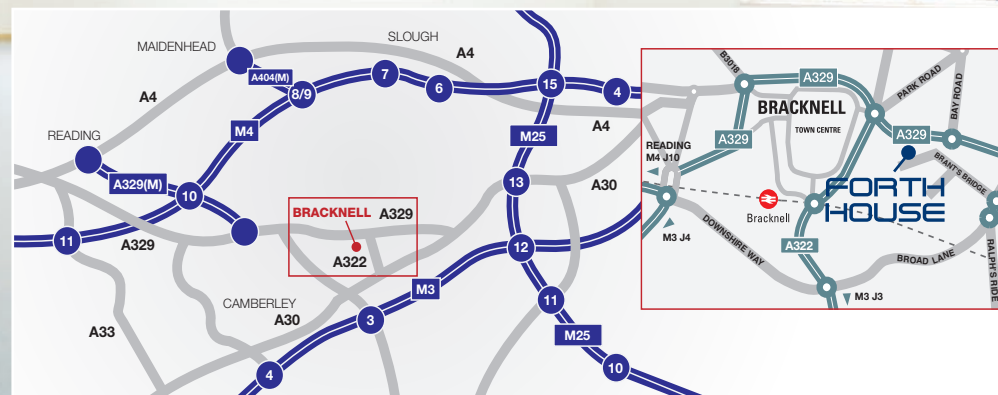 MAIDENHEAD
SLOUGH
A4
A404(M)
7
8/9
6
15
4
A4
M4
READING
A329(M)
10
M25
A4
13
A30
BRACKNELL
A329
A322
11
A329
12
M3
CAMBERLEY
A30
3
11
A33
M25
4
10
B3018
A329
BRACKNELL
TOWN CENTRE
PARK ROAD
BAY ROAD
A329
A329
READING
M4 J10
BRANT'S BRIDGE
FORTH
HOUSE
Bracknell
M3 J4
DOWNSHIRE WAY
A322
BROAD LANE
RALPH'S RIDE
M3 J3